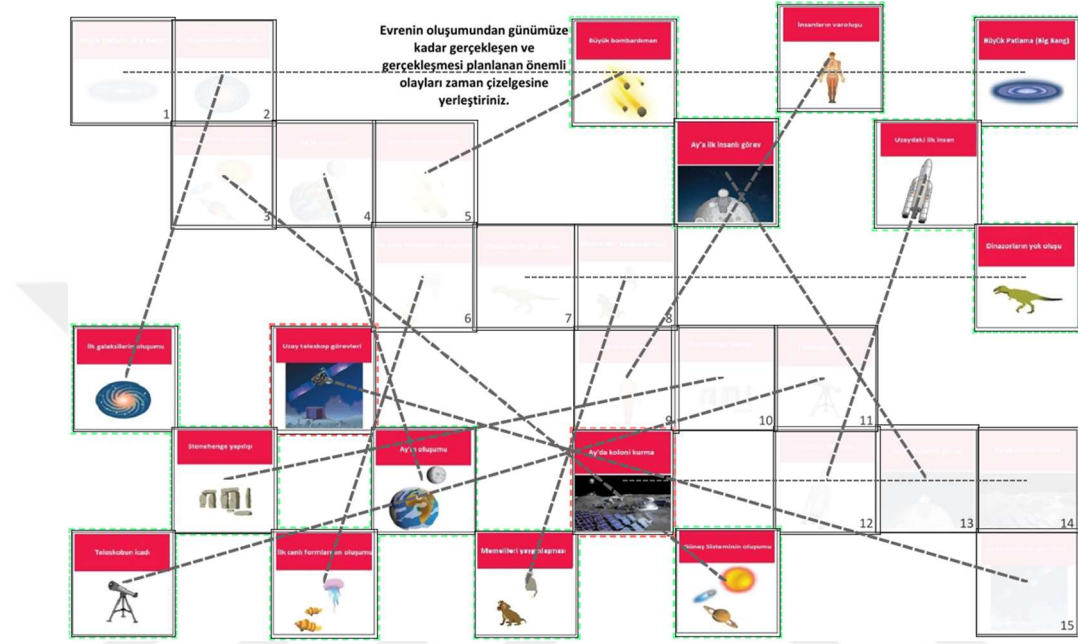 Evrenin oluşumundan günümüze
kadar gerçekleşen ve
gerçekleşmesi planlanan önemli
olayları zaman çizelgesine
yerleştiriniz.
Büyük bombardıman
İnsanların varoluşu
Büyük Patlama (Big Bang)
1
2
Ay'a ilk insanlı görev
Uzaydaki ilk insan
3
4
5
Dinazorların yok oluşu
6
7
8
İlk galaksilerin oluşumu
Uzay teleskop görevleri
9
10
11
Stonehenge yapılışı
Ay'ın oluşumu
Ay'da koloni kurma
12
13
14
Teleskobun icadı
İlk canlı formlarının oluşumu
Memelileri yaygınlaşması
Güneş Sisteminin oluşumu
15